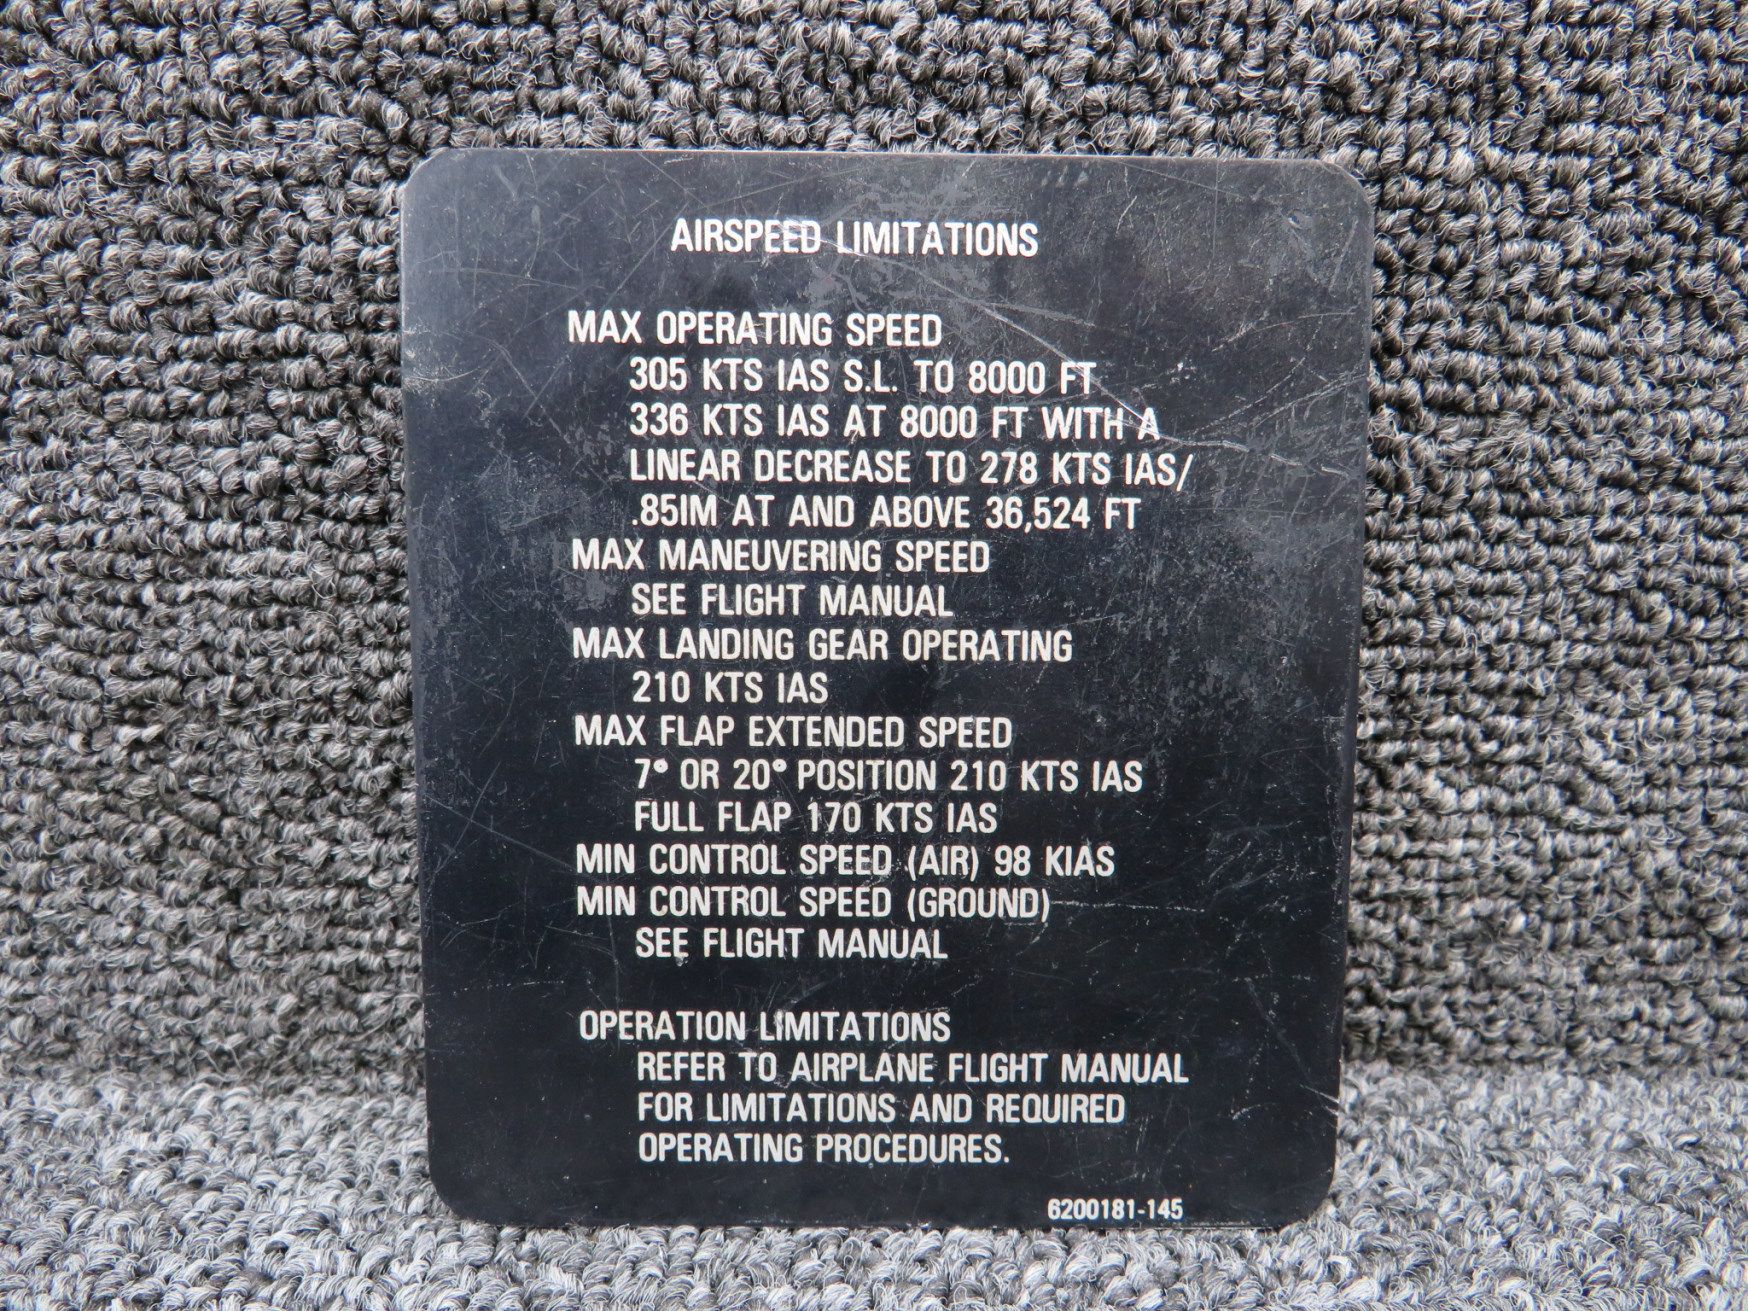 AIRSPEED LIMITATIONS
MAX OPERATING SPEED
305 KTS IAS S.L. TO 8000 FT
336 KTS IAS AT 8000 FT WITH A
LINEAR DECREASE TO 278 KTS IAS/
.85IM AT AND ABOVE 36,524 FT
MAX MANEUVERING SPEED
SEE FLIGHT MANUAL
MAX LANDING GEAR OPERATING
210 KTS IAS
MAX FLAP EXTENDED SPEED
7° OR 20° POSITION 210 KTS IAS
FULL FLAP 170 KTS IAS
MIN CONTROL SPEED (AIR) 98 KIAS
MIN CONTROL SPEED (GROUND)
SEE FLIGHT MANUAL
OPERATION LIMITATIONS
REFER TO AIRPLANE FLIGHT MANUAL
FOR LIMITATIONS AND REQUIRED
OPERATING PROCEDURES.
6200181-145